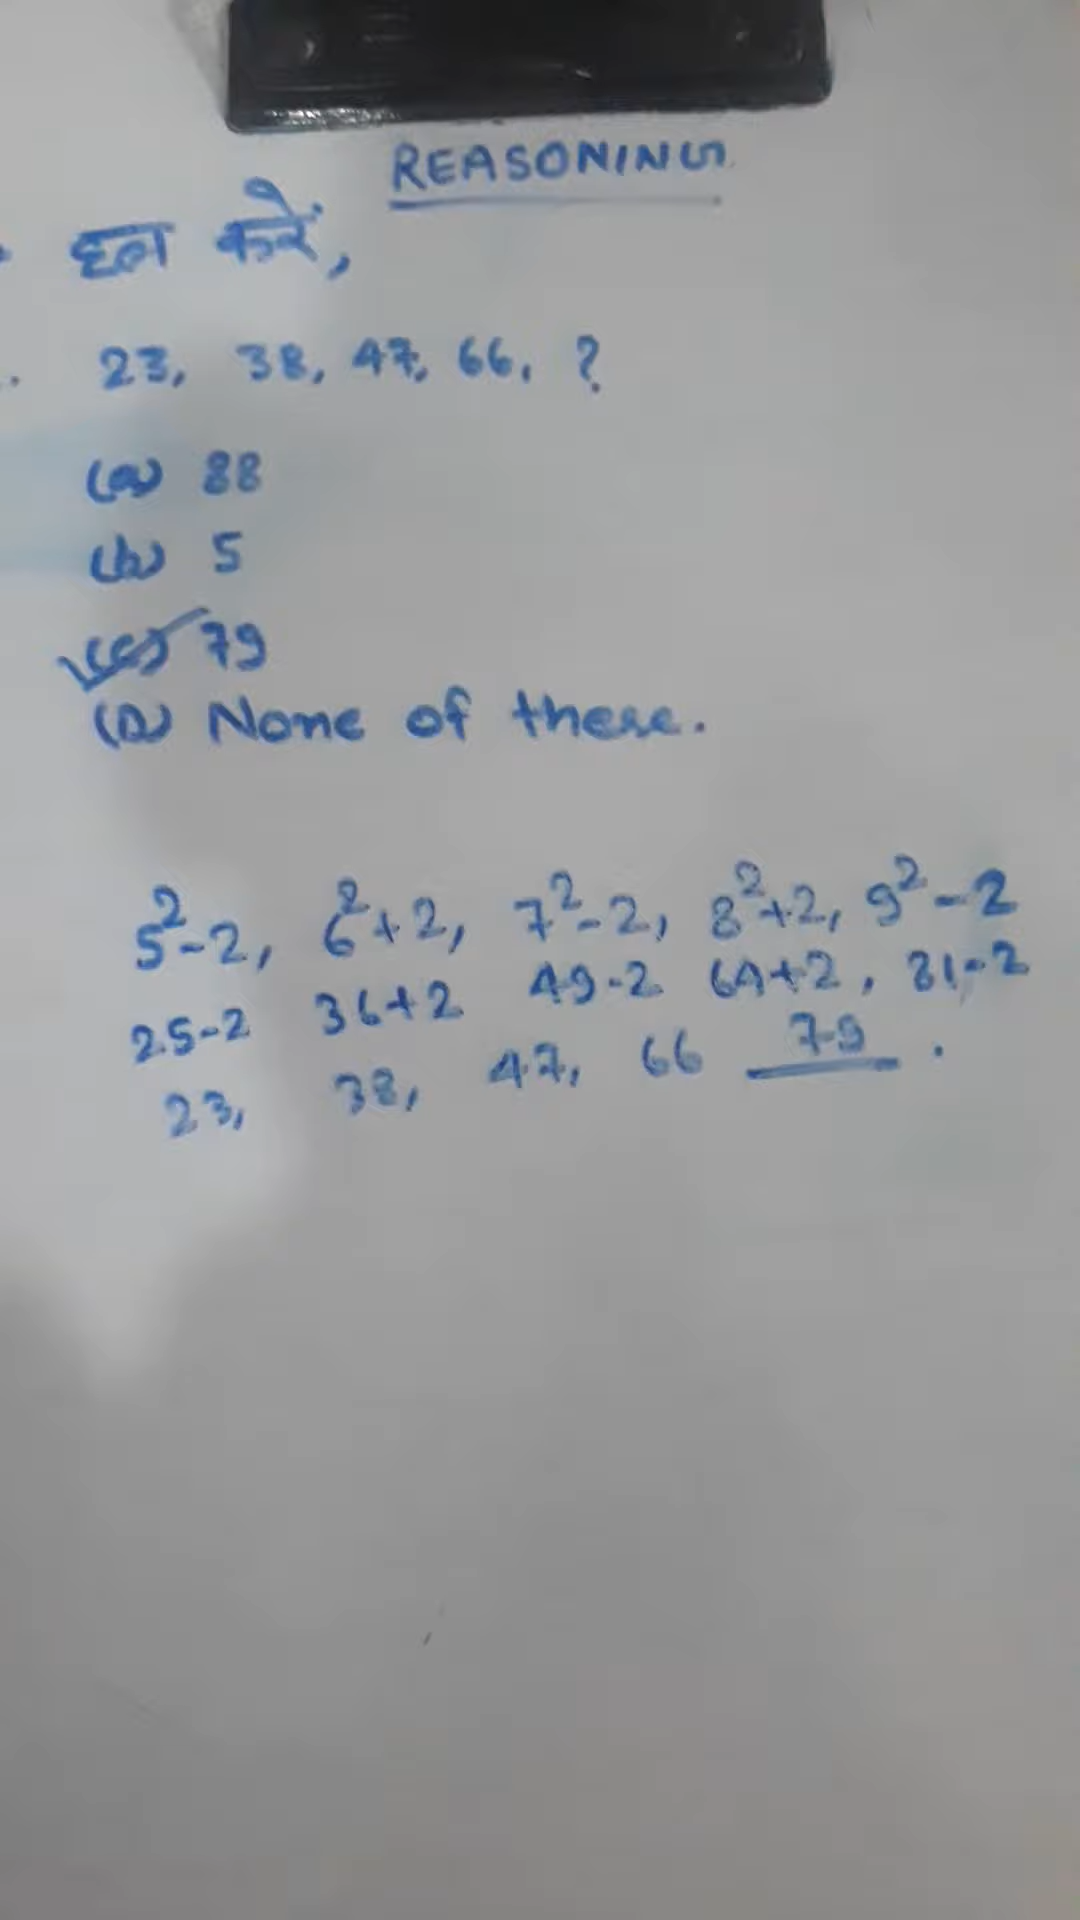 REASONING
हल करें,
23, 38, 47, 66, ?
(a) 88
(b) 5
(c) 79
(D) None of these.
5²-2, 6²+2, 7²-2, 8²+2, 9²-2
25-2 36+2 49-2 64+2, 81-2
23, 38, 47, 66 79.